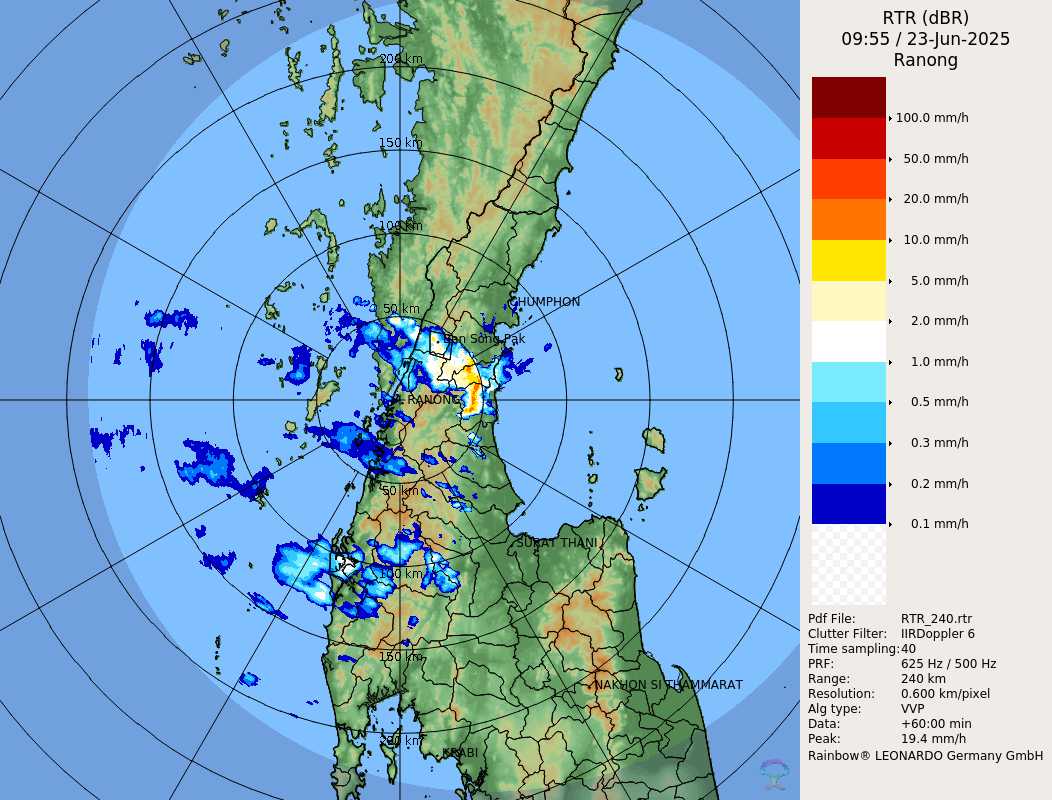 RTR (dBR)
09:55 / 23-Jun-2025
Ranong
100.0 mm/h
50.0 mm/h
20.0 mm/h
10.0 mm/h
5.0 mm/h
2.0 mm/h
1.0 mm/h
0.5 mm/h
0.3 mm/h
0.2 mm/h
0.1 mm/h
Pdf File: RTR_240.rtr
Clutter Filter: IIRDoppler 6
Time sampling:40
PRF: 625 Hz / 500 Hz
Range: 240 km
Resolution: 0.600 km/pixel
Alg type: VVP
Data: +60:00 min
Peak: 19.4 mm/h
Rainbow® LEONARDO Germany GmbH
200 km
150 km
100 km
CHUMPHON
50 km
Ban Song Pak
RANONG
50 km
SURAT THANI
100 km
150 km
NAKHON SI THAMMARAT
200 km
KRABI